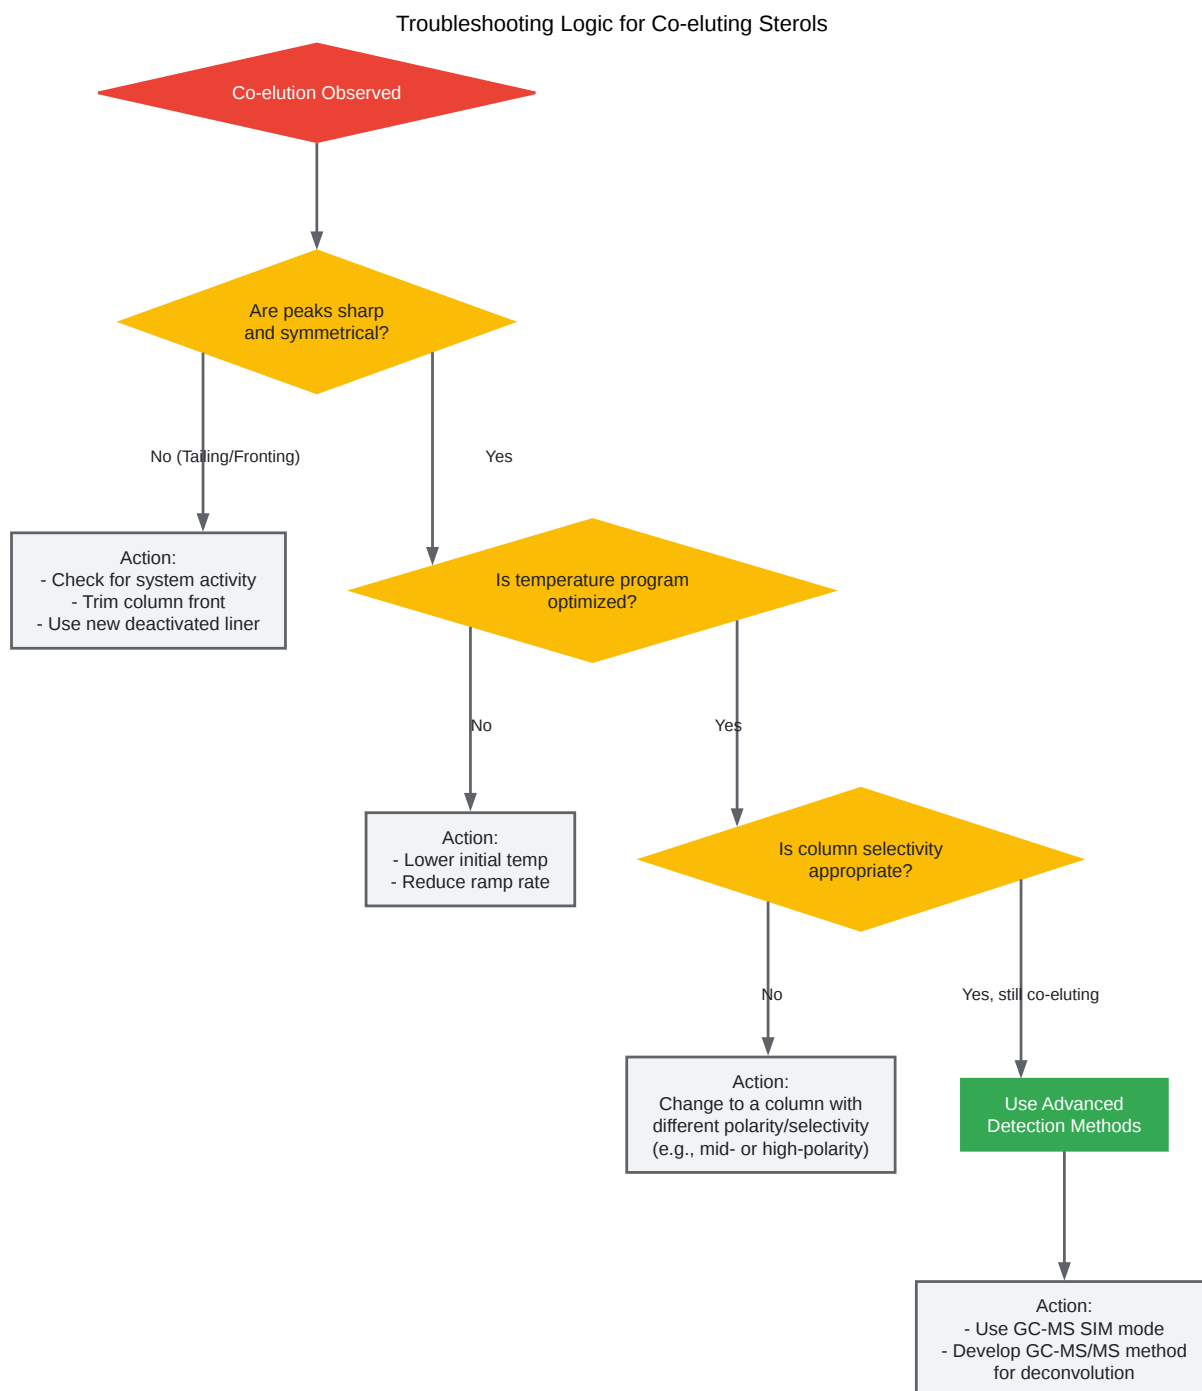 Troubleshooting Logic for Co-eluting Sterols
Co-elution Observed
Are peaks sharp
and symmetrical?
No (Tailing/Fronting)
Yes
Action:
- Check for system activity
- Trim column front
- Use new deactivated liner
Is temperature program
optimized?
No
Yes
Action:
- Lower initial temp
- Reduce ramp rate
Is column selectivity
appropriate?
No
Yes, still co-eluting
Action:
Change to a column with
different polarity/selectivity
(e.g., mid- or high-polarity)
Use Advanced
Detection Methods
Action:
- Use GC-MS SIM mode
- Develop GC-MS/MS method
for deconvolution